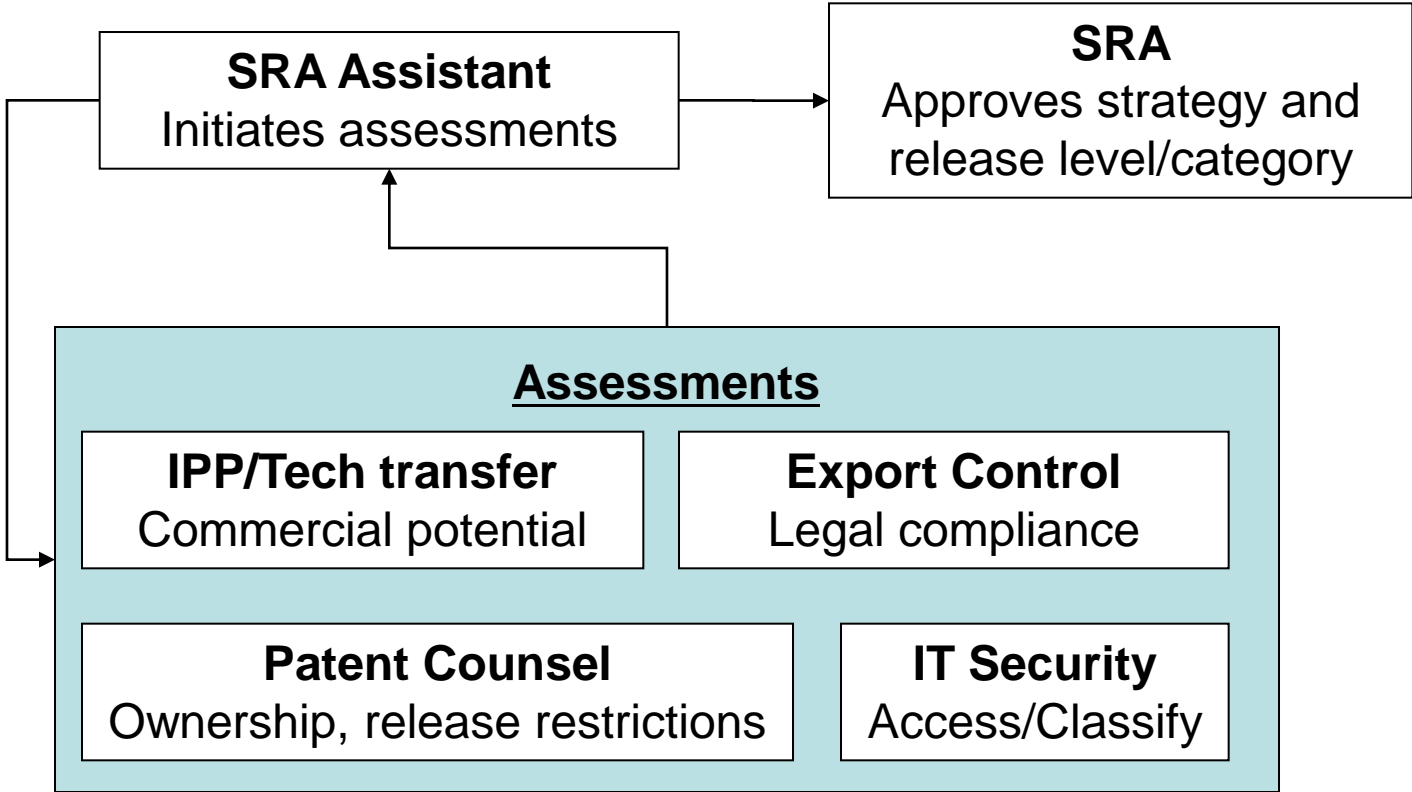 SRA Assistant
Initiates assessments
SRA
Approves strategy and
release level/category
Assessments
IPP/Tech transfer
Commercial potential
Export Control
Legal compliance
Patent Counsel
Ownership, release restrictions
IT Security
Access/Classify